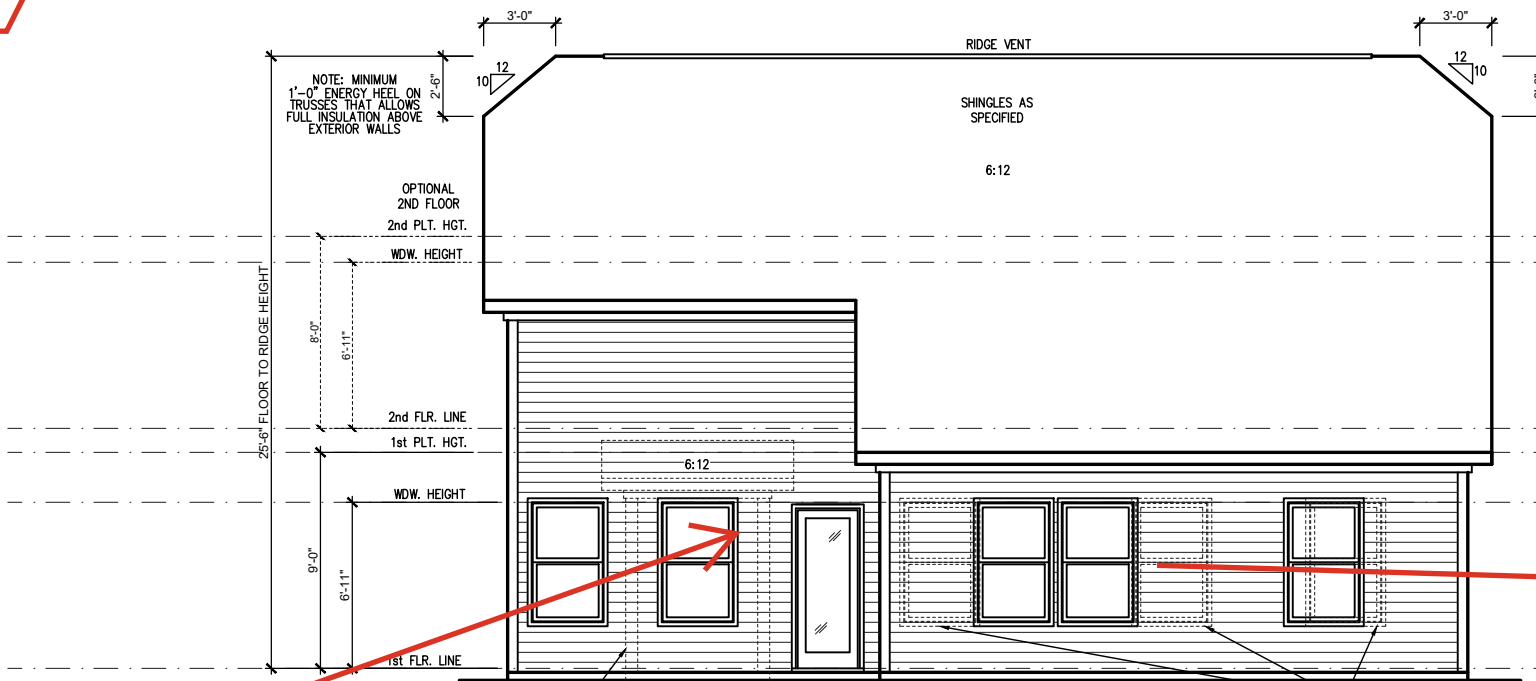 3'-0"
3'-0"
RIDGE VENT
12
10
12
10
2'-6"
NOTE: MINIMUM
1'-0" ENERGY HEEL ON
TRUSSES THAT ALLOWS
FULL INSULATION ABOVE
EXTERIOR WALLS
SHINGLES AS
SPECIFIED
6:12
OPTIONAL
2ND FLOOR
2nd PLT. HGT.
WDW. HEIGHT
25'-6" FLOOR TO RIDGE HEIGHT
8'-0"
6'-11"
2nd FLR. LINE
1st PLT. HGT.
6:12
WDW. HEIGHT
9'-0"
6'-11"
1st FLR. LINE